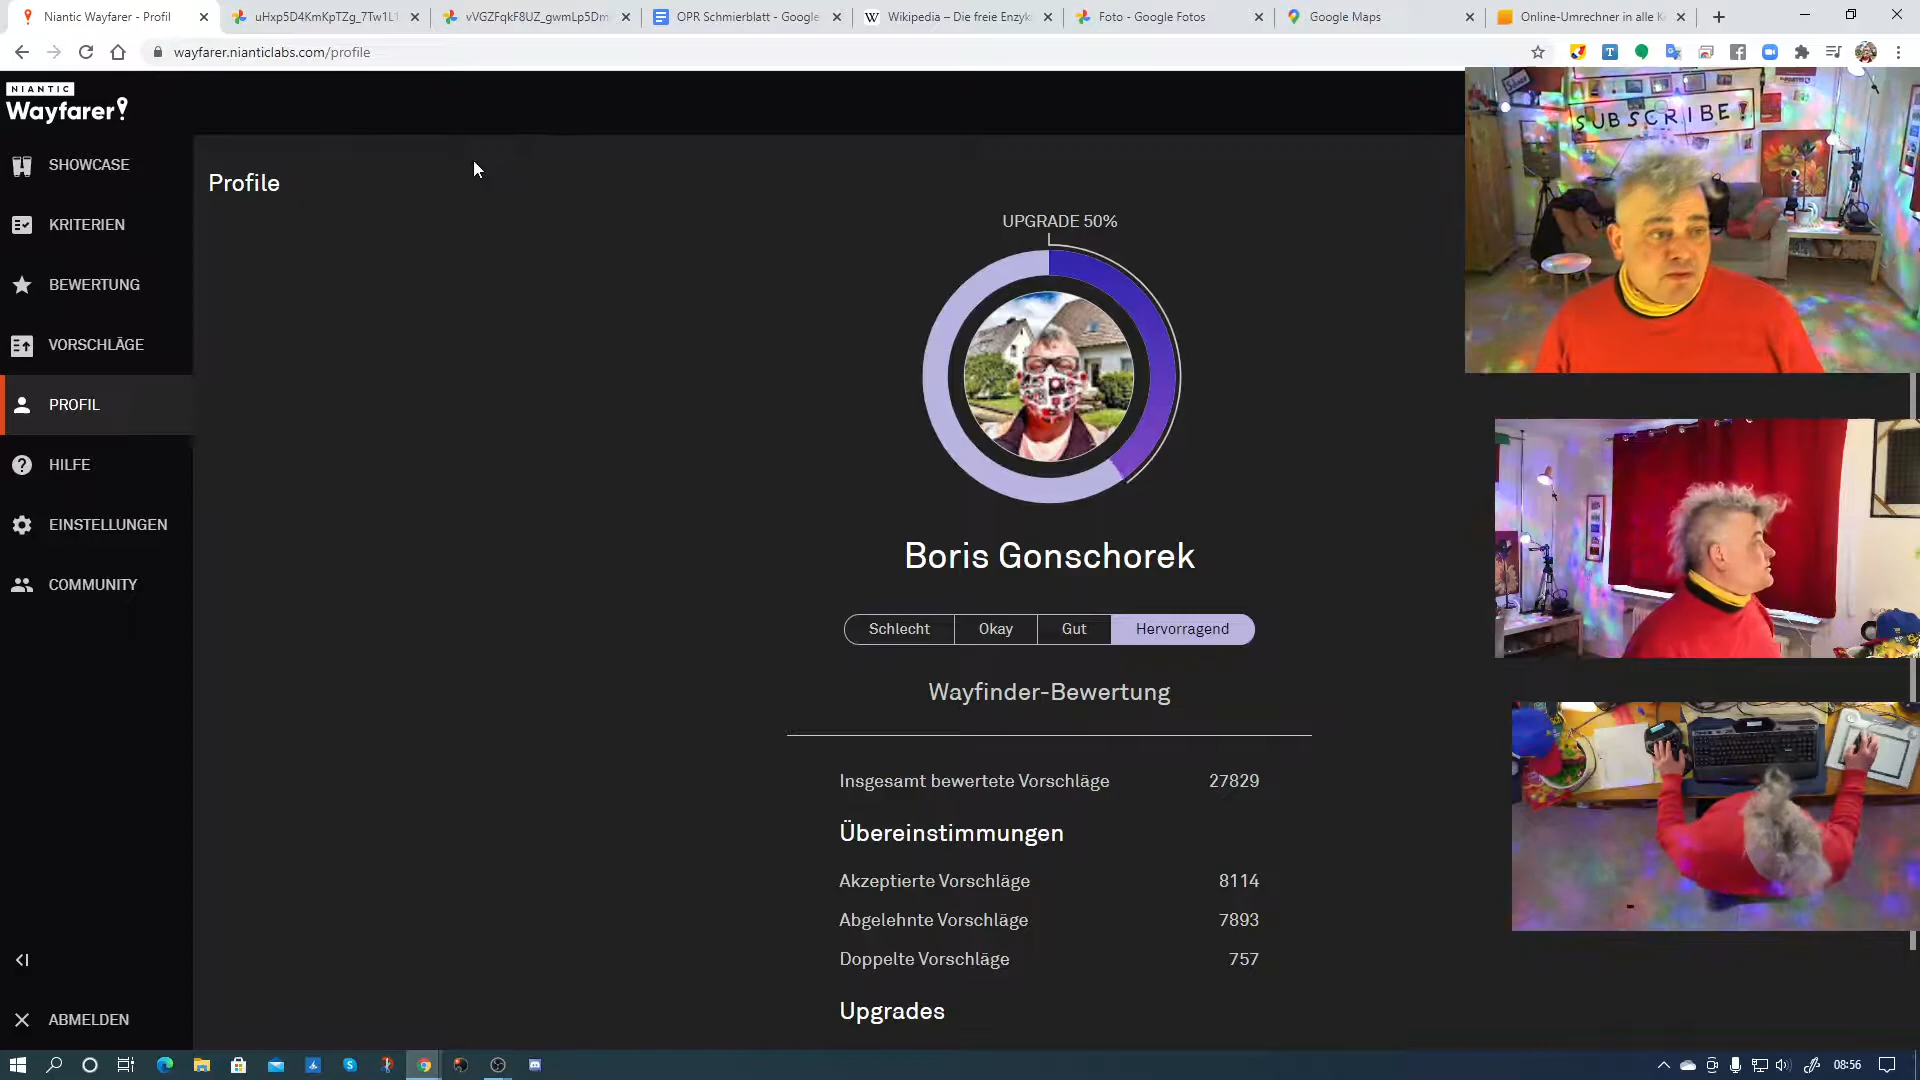 Niantic Wayfarer - Profil
uHxp5D4KmKpTZg_7Tw1L1
vVGZFqkF8UZ_gwmLp5Dm
OPR Schmierblatt - Google
Wikipedia – Die freie Enzyk
Foto - Google Fotos
Google Maps
Online-Umrechner in alle K
wayfarer.nianticlabs.com/profile
NIANTIC
Wayfarer
SHOWCASE
KRITERIEN
BEWERTUNG
VORSCHLÄGE
PROFIL
HILFE
EINSTELLUNGEN
COMMUNITY
ABMELDEN
Profile
UPGRADE 50%
Boris Gonschorek
Schlecht
Okay
Gut
Hervorragend
Wayfinder-Bewertung
Insgesamt bewertete Vorschläge 27829
Übereinstimmungen
Akzeptierte Vorschläge 8114
Abgelehnte Vorschläge 7893
Doppelte Vorschläge 757
Upgrades
SUBSCRIBE!
08:56